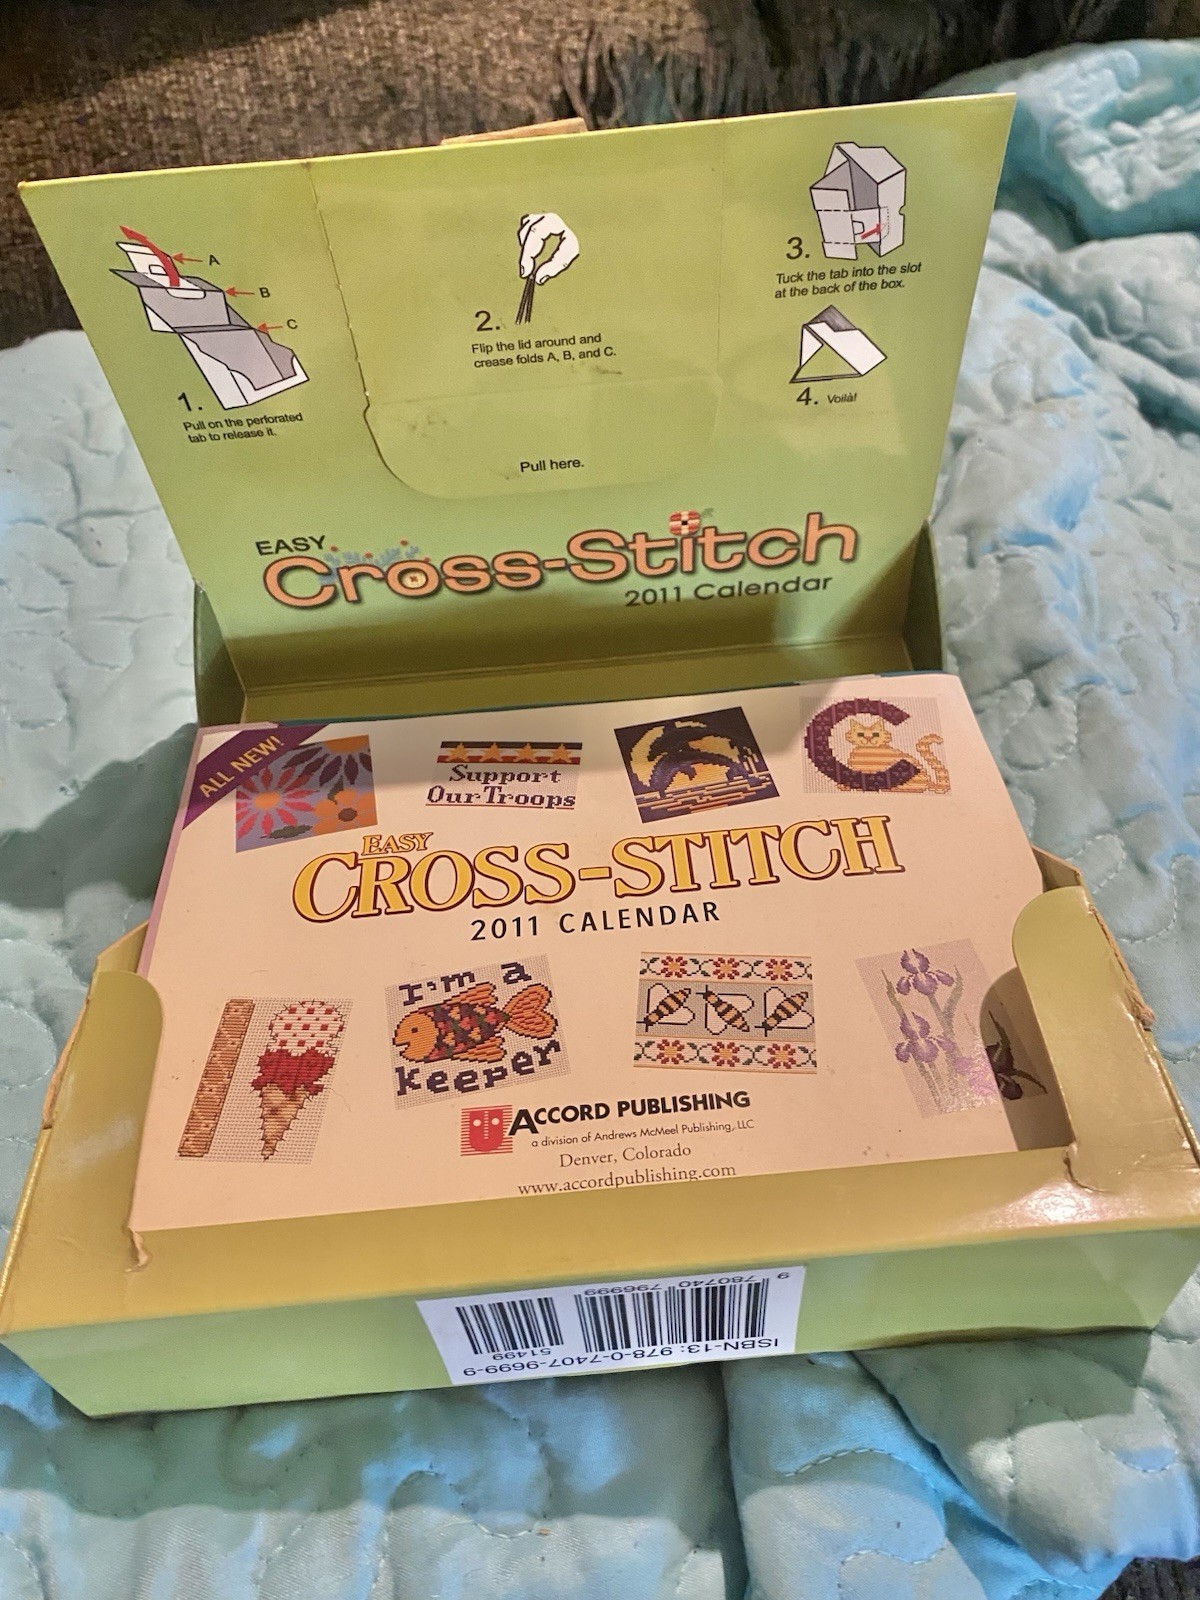 A
B
C
1.
Pull on the perforated
tab to release it.
2.
Flip the lid around and
crease folds A, B, and C.
3.
Tuck the tab into the slot
at the back of the box.
4. Voilà!
Pull here.
EASY
Cross-Stitch
2011 Calendar
ALL NEW!
Support
Our Troops
C
EASY
CROSS-STITCH
2011 CALENDAR
I'm a
keeper
ACCORD PUBLISHING
a division of Andrews McMeel Publishing, LLC
Denver, Colorado
www.accordpublishing.com
ISBN-13: 978-0-7407-9699-9
51499
9 780740 796999